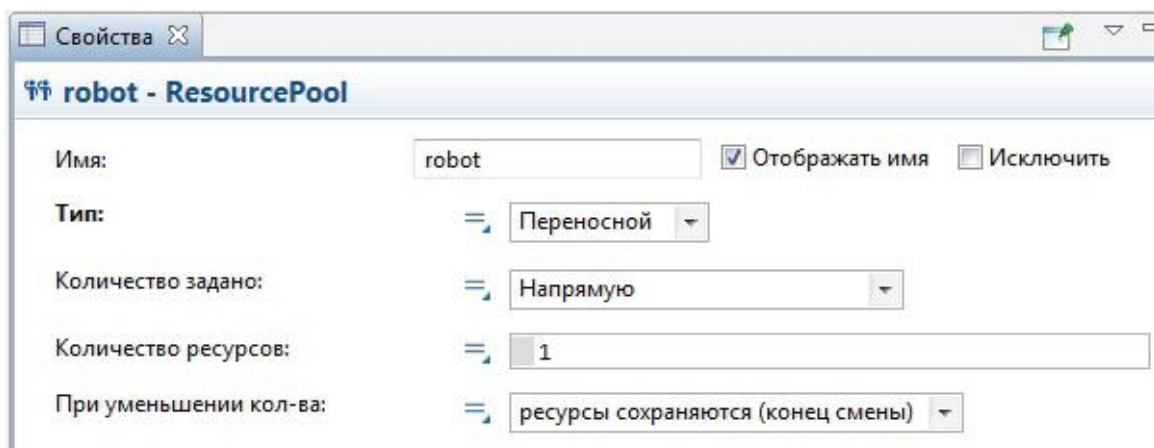 Свойства
robot - ResourcePool
Имя: robot Отображать имя Исключить
Тип: Переносной
Количество задано: Напрямую
Количество ресурсов: 1
При уменьшении кол-ва: ресурсы сохраняются (конец смены)